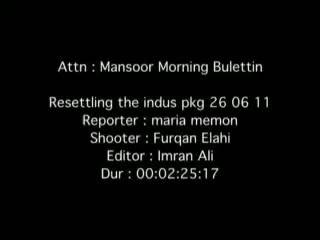 Attn : Mansoor Morning Bulettin
Resettling the indus pkg 26 06 11
Reporter : maria memon
Shooter : Furqan Elahi
Editor : Imran Ali
Dur : 00:02:25:17